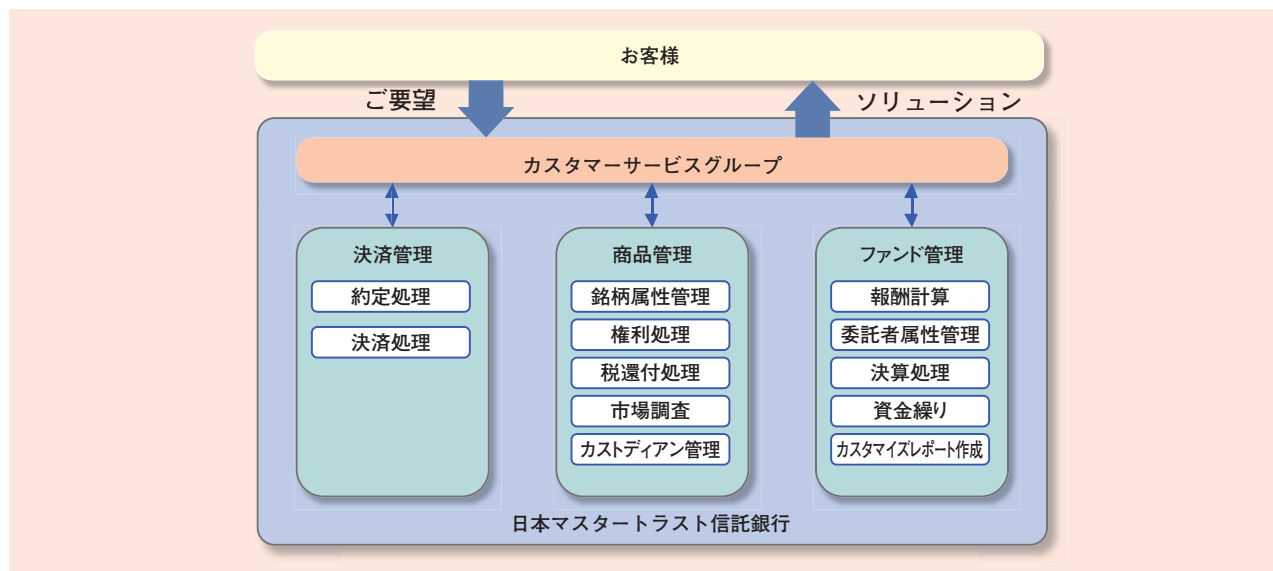 お客様
ご要望
ソリューション
カスタマーサービスグループ
決済管理
約定処理
決済処理
商品管理
銘柄属性管理
権利処理
税還付処理
市場調査
カストディアン管理
ファンド管理
報酬計算
委託者属性管理
決算処理
資金繰り
カスタマイズレポート作成
日本マスタートラスト信託銀行